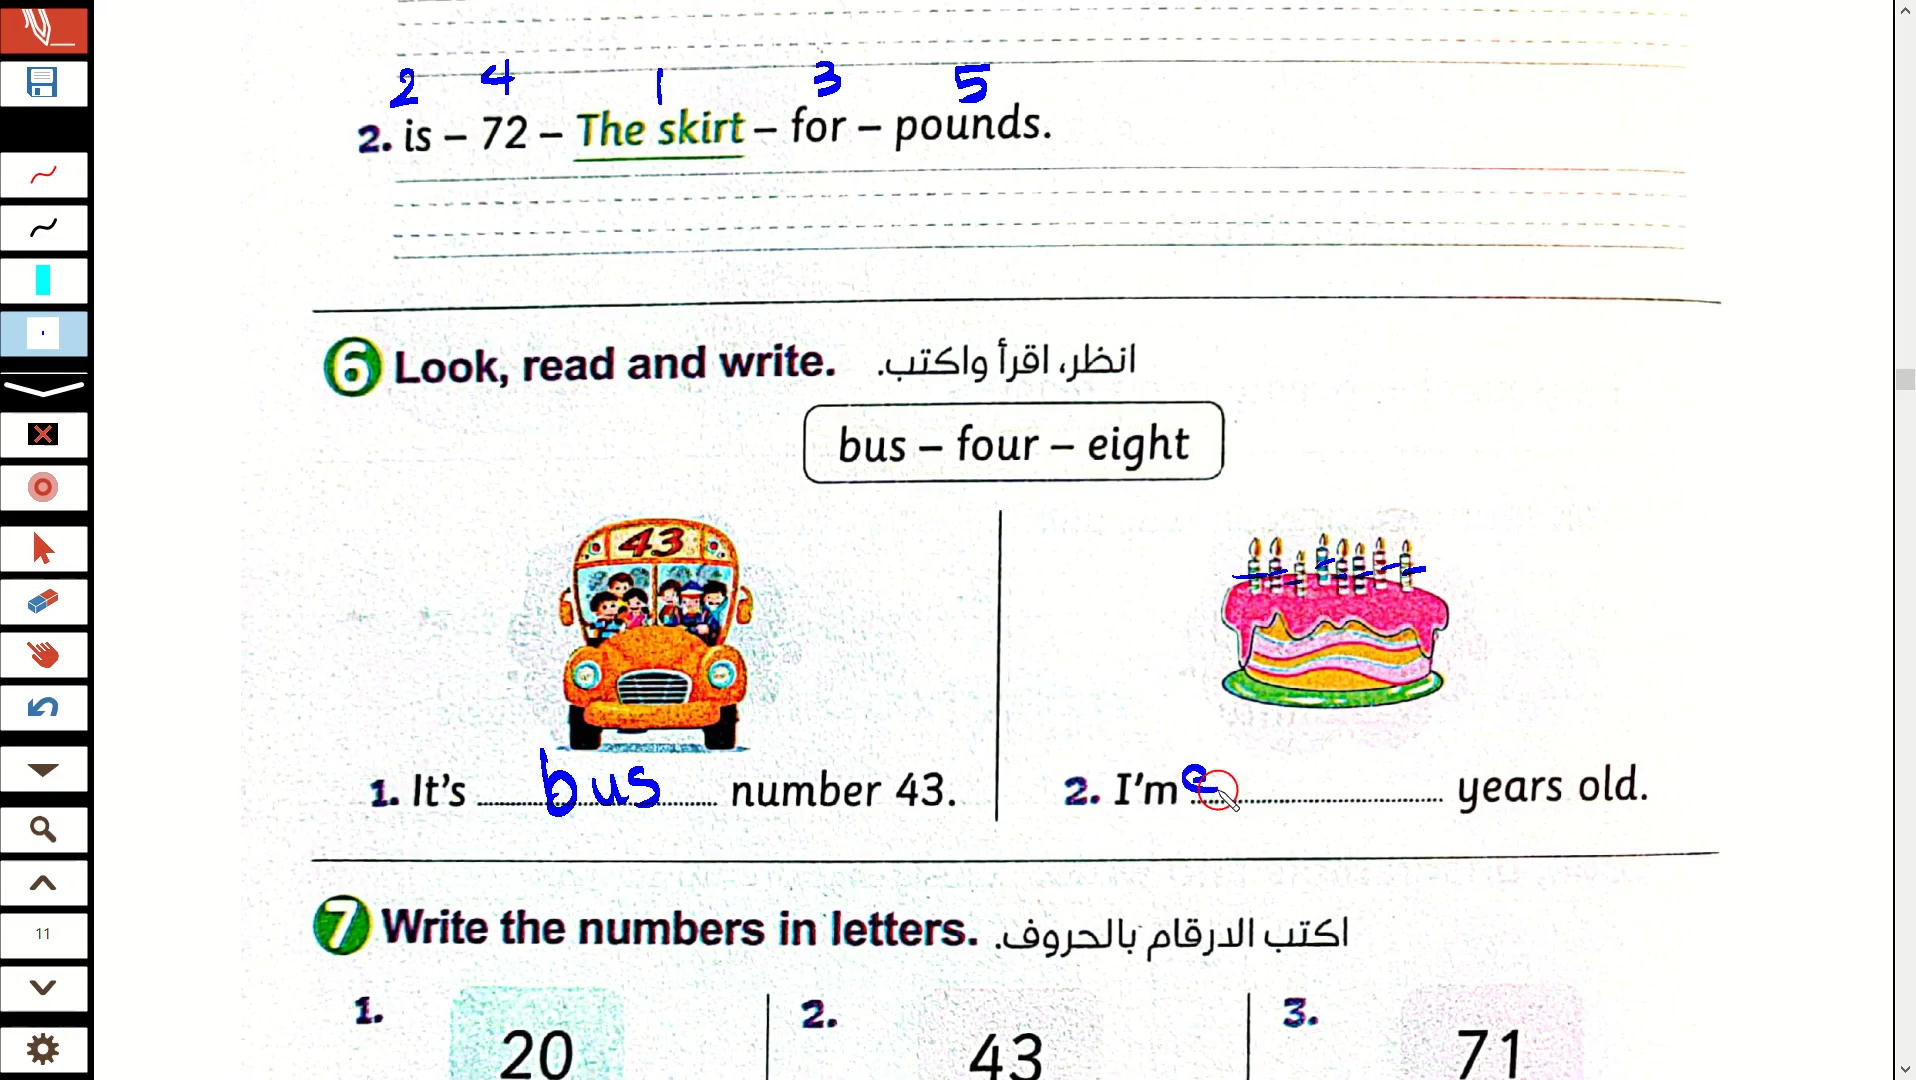 2 4 1 3 5
2. is – 72 – The skirt – for – pounds.
6 Look, read and write. انظر، اقرأ واكتب.
bus – four – eight
43
1. It's bus number 43.
2. I'm e years old.
7 Write the numbers in letters. اكتب الارقام بالحروف.
1. 20
2. 43
3. 71
11